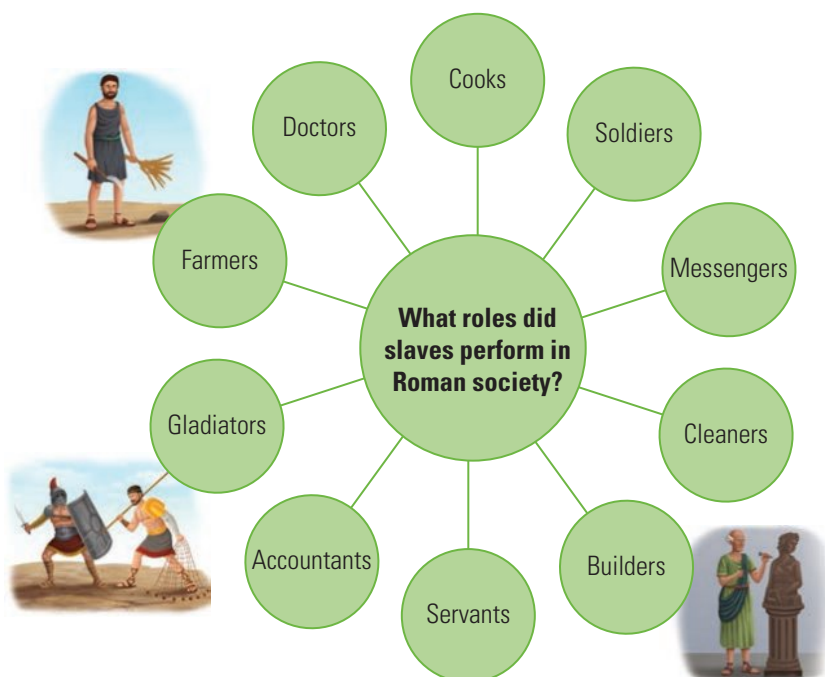 Cooks
Soldiers
Messengers
Cleaners
Builders
Servants
Accountants
Gladiators
Farmers
Doctors
What roles did
slaves perform in
Roman society?